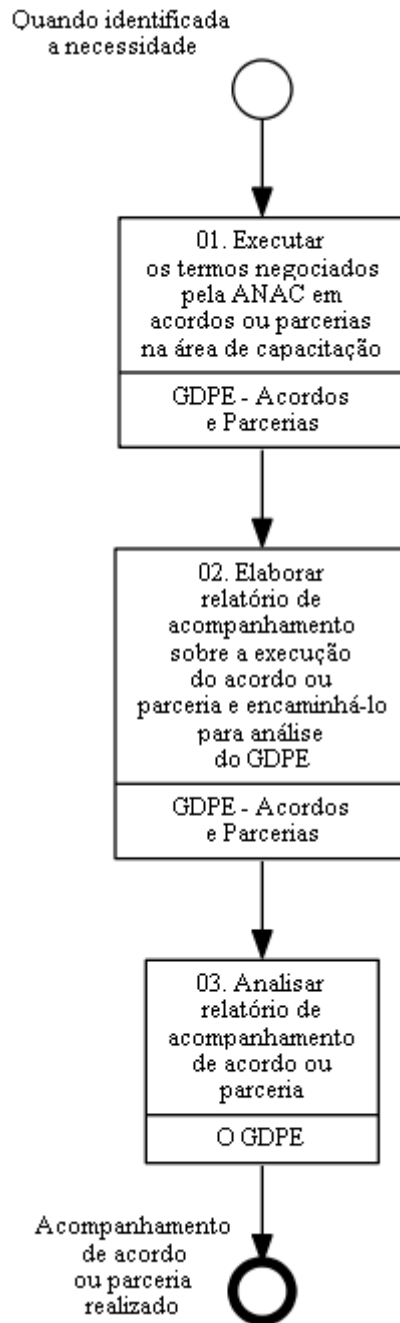 Quando identificada
a necessidade
01. Executar
os termos negociados
pela ANAC em
acordos ou parcerias
na área de capacitação
GDPE - Acordos
e Parcerias
02. Elaborar
relatório de
acompanhamento
sobre a execução
do acordo ou
parceria e encaminhá-lo
para análise
do GDPE
GDPE - Acordos
e Parcerias
03. Analisar
relatório de
acompanhamento
de acordo ou
parceria
O GDPE
Acompanhamento
de acordo
ou parceria
realizado